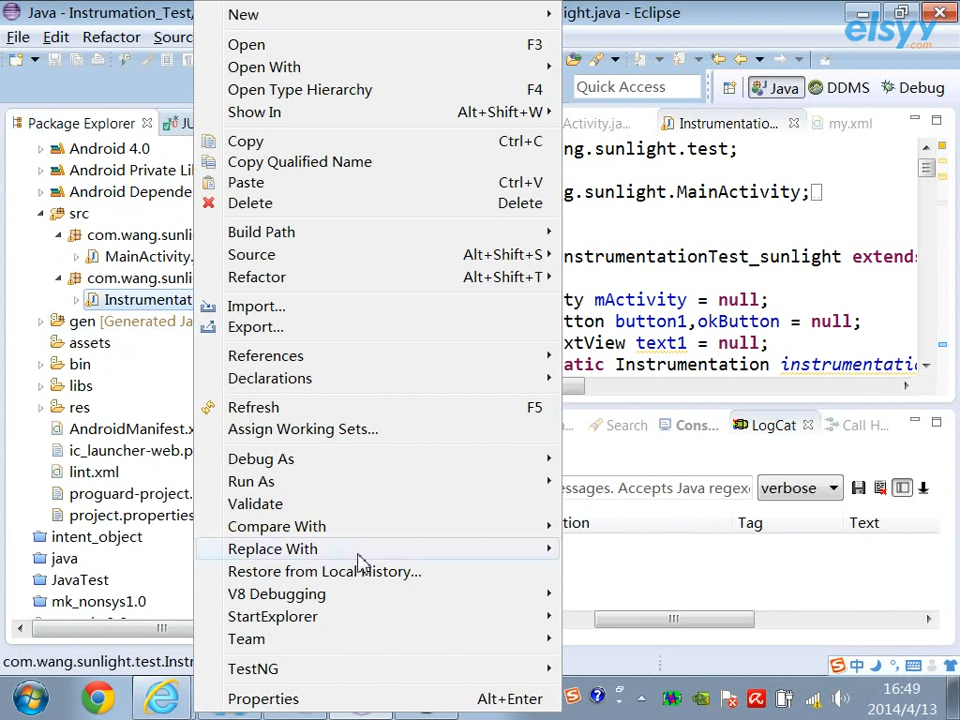 Java - Instrumation_Test/
ight.java - Eclipse
elsyy
.com
File Edit Refactor Sourc
Quick Access
Java
DDMS
Debug
Package Explorer
JU
Activity.ja...
Instrumentatio...
my.xml
Android 4.0
Android Private Li
Android Depende
src
com.wang.sunli
MainActivity.
com.wang.sunli
Instrumentat
gen [Generated Ja
assets
bin
libs
res
AndroidManifest.x
ic_launcher-web.p
lint.xml
proguard-project.
project.properties
intent_object
java
JavaTest
mk_nonsys1.0
New
Open F3
Open With
Open Type Hierarchy F4
Show In Alt+Shift+W
Copy Ctrl+C
Copy Qualified Name
Paste Ctrl+V
Delete Delete
Build Path
Source Alt+Shift+S
Refactor Alt+Shift+T
Import...
Export...
References
Declarations
Refresh F5
Assign Working Sets...
Debug As
Run As
Validate
Compare With
Replace With
Restore from Local History...
V8 Debugging
StartExplorer
Team
TestNG
Properties Alt+Enter
ng.sunlight.test;
ng.sunlight.MainActivity;
nstrumentationTest_sunlight extends
ty mActivity = null;
tton button1,okButton = null;
xtView text1 = null;
atic Instrumentation instrumentatio
a...
Search
Cons...
LogCat
Call H...
essages. Accepts Java regex
verbose
tion
Tag
Text
com.wang.sunlight.test.Instr
中
16:49
2014/4/13